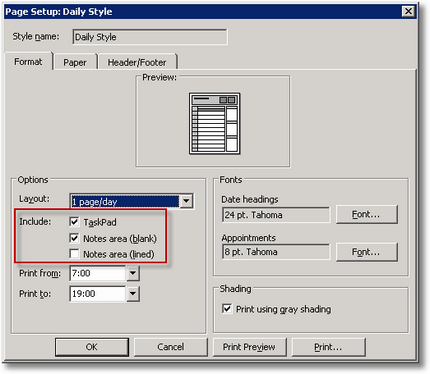 Page Setup: Daily Style
Style name: Daily Style
Format Paper Header/Footer
Preview:
Options
Layout: 1 page/day
Include: TaskPad
Notes area (blank)
Notes area (lined)
Print from: 7:00
Print to: 19:00
Fonts
Date headings
24 pt. Tahoma Font...
Appointments
8 pt. Tahoma Font...
Shading
Print using gray shading
OK Cancel Print Preview Print...